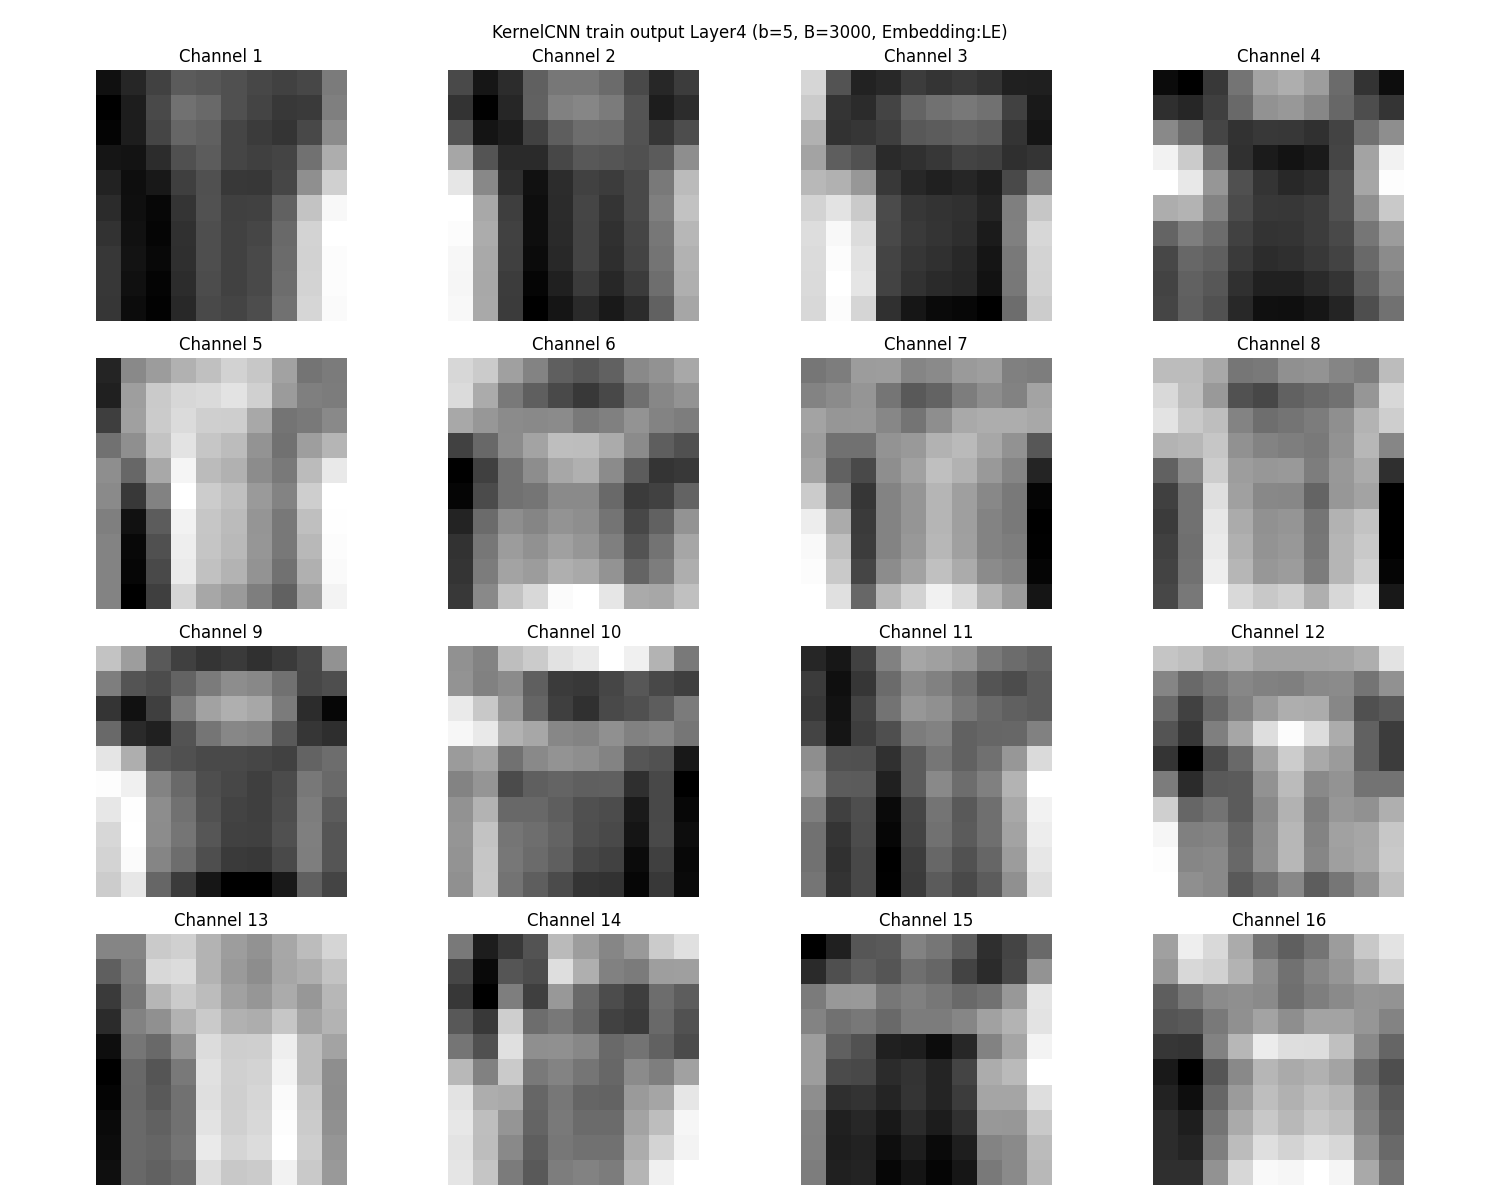 KernelCNN train output Layer4 (b=5, B=3000, Embedding:LE)
Channel 1 Channel 2 Channel 3 Channel 4
Channel 5 Channel 6 Channel 7 Channel 8
Channel 9 Channel 10 Channel 11 Channel 12
Channel 13 Channel 14 Channel 15 Channel 16